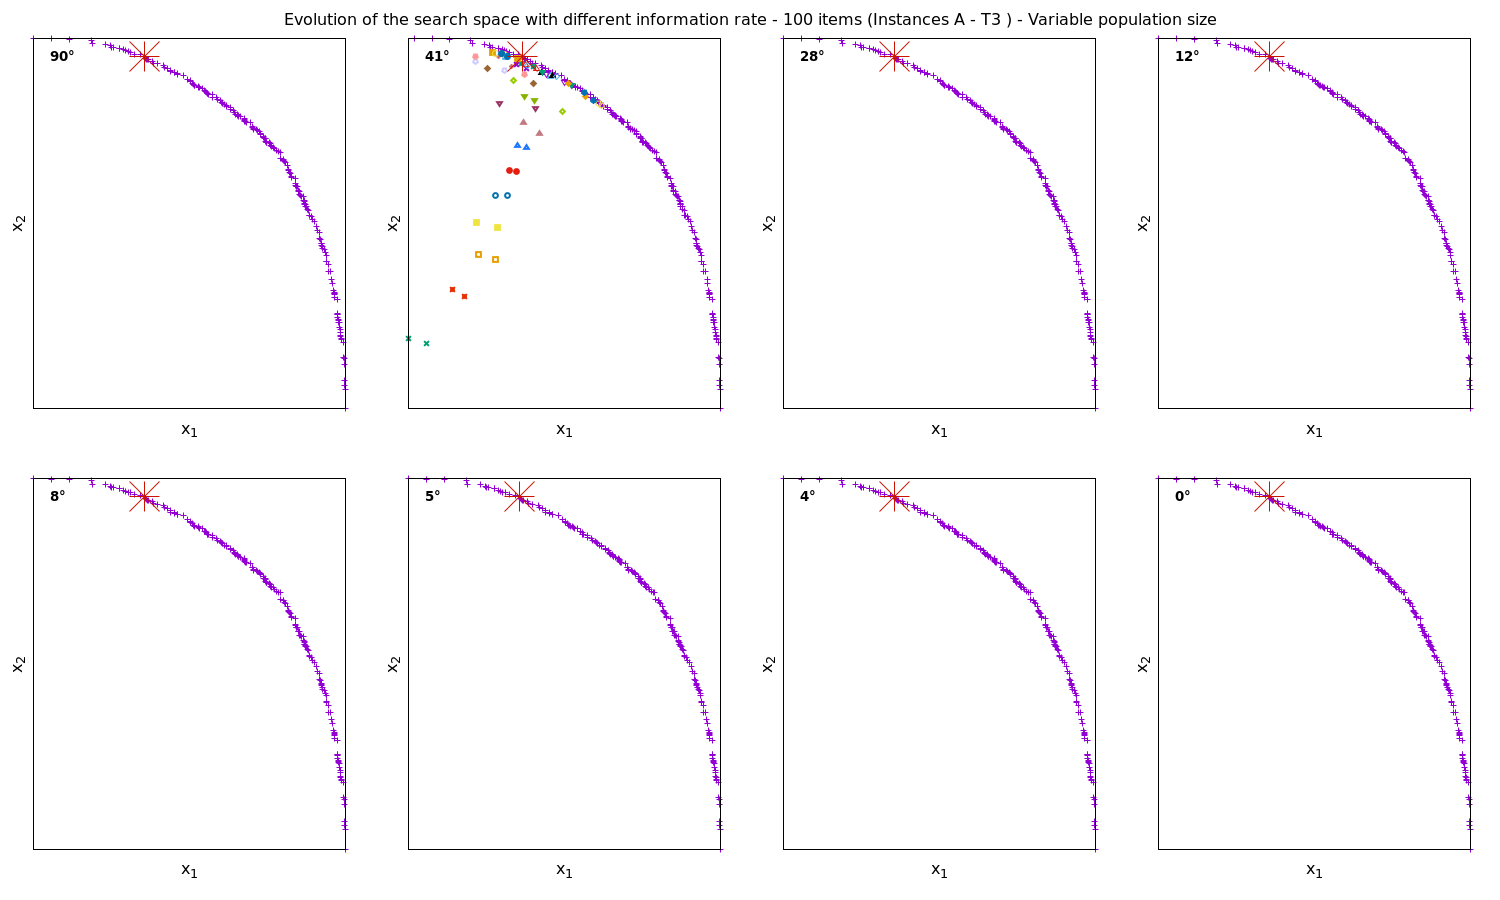 Evolution of the search space with different information rate - 100 items (Instances A - T3 ) - Variable population size
90°
41°
28°
12°
x2
x2
x2
x2
x1
x1
x1
x1
8°
5°
4°
0°
x2
x2
x2
x2
x1
x1
x1
x1